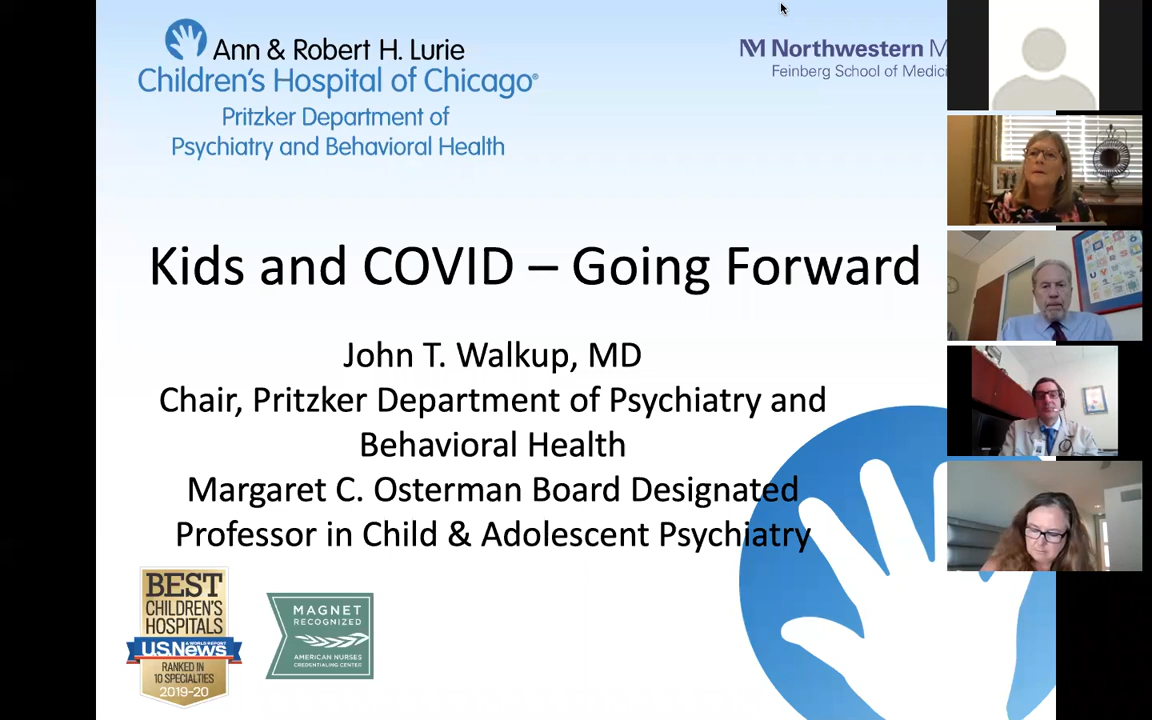 Ann & Robert H. Lurie
Children's Hospital of Chicago®
Pritzker Department of
Psychiatry and Behavioral Health
Northwestern M
Feinberg School of Medici
Kids and COVID – Going Forward
John T. Walkup, MD
Chair, Pritzker Department of Psychiatry and
Behavioral Health
Margaret C. Osterman Board Designated
Professor in Child & Adolescent Psychiatry
BEST
CHILDREN'S
HOSPITALS
U.S.News
& WORLD REPORT
RANKED IN
10 SPECIALTIES
2019-20
MAGNET
RECOGNIZED
AMERICAN NURSES
CREDENTIALING CENTER